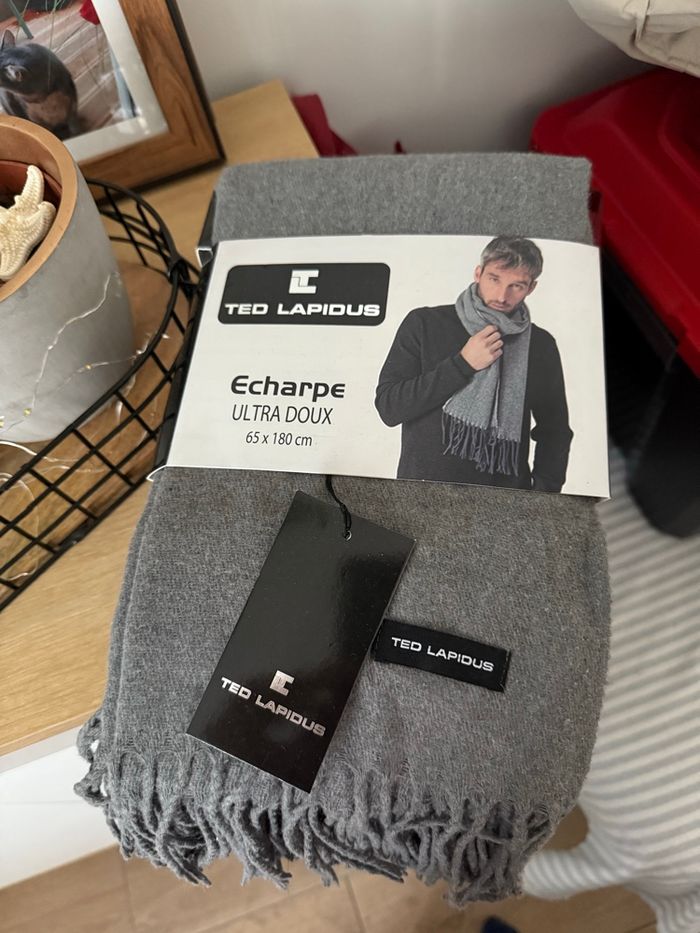 TED LAPIDUS
Echarpe
ULTRA DOUX
65 x 180 cm
TED LAPIDUS
TED LAPIDUS